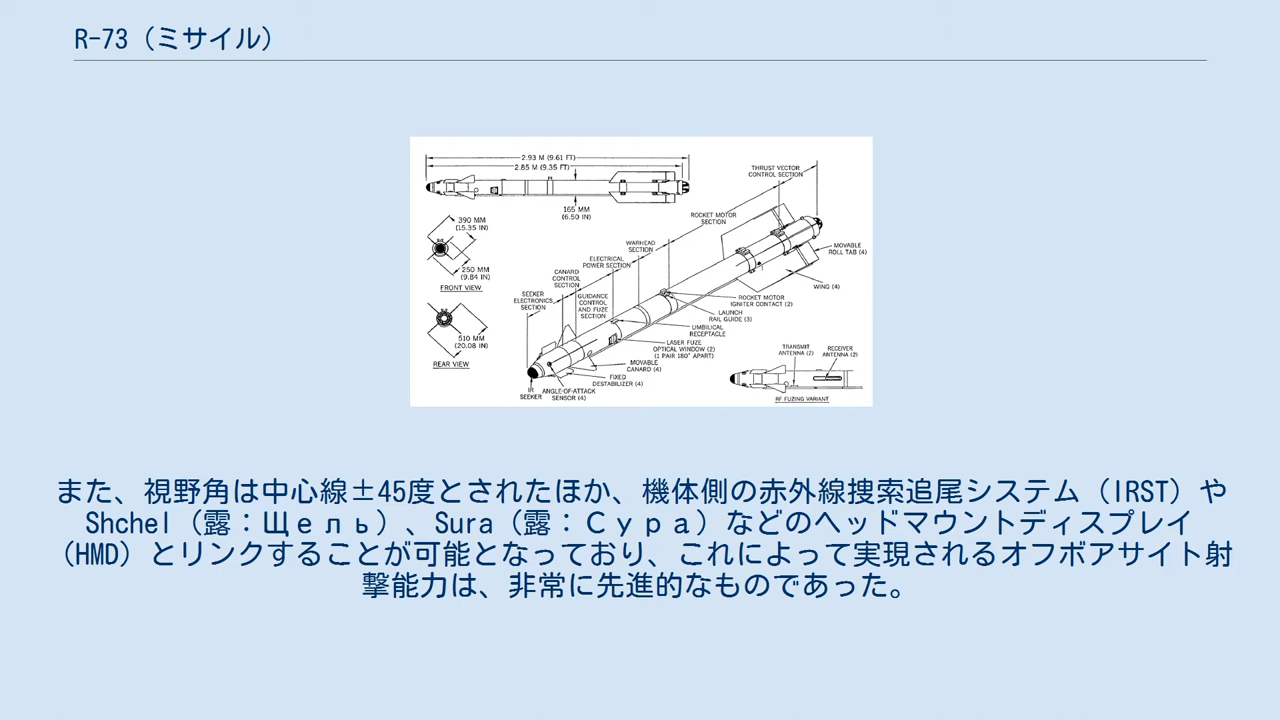 R-73（ミサイル）
2.93 M (9.61 FT)
2.85 M (9.35 FT)
165 MM
(6.50 IN)
390 MM
(15.35 IN)
250 MM
(9.84 IN)
FRONT VIEW
510 MM
(20.08 IN)
REAR VIEW
THRUST VECTOR
CONTROL SECTION
ROCKET MOTOR
SECTION
WARHEAD
SECTION
ELECTRICAL
POWER SECTION
CANARD
CONTROL
SECTION
SEEKER
ELECTRONICS
SECTION
GUIDANCE
CONTROL
AND FUZE
SECTION
MOVABLE
ROLL TAB (4)
WING (4)
ROCKET MOTOR
IGNITER CONTACT (2)
LAUNCH
RAIL GUIDE (3)
UMBILICAL
RECEPTACLE
LASER FUZE
OPTICAL WINDOW (2)
(1 PAIR 180° APART)
MOVABLE
CANARD (4)
FIXED
DESTABILIZER (4)
ANGLE-OF-ATTACK
SENSOR (4)
IR
SEEKER
TRANSMIT
ANTENNA (2)
RECEIVER
ANTENNA (2)
RF FUZING VARIANT
また、視野角は中心線±45度とされたほか、機体側の赤外線捜索追尾システム（IRST）や
Shchel（露：Щель）、Sura（露：Сура）などのヘッドマウントディスプレイ
（HMD）とリンクすることが可能となっており、これによって実現されるオフボアサイト射
撃能力は、非常に先進的なものであった。